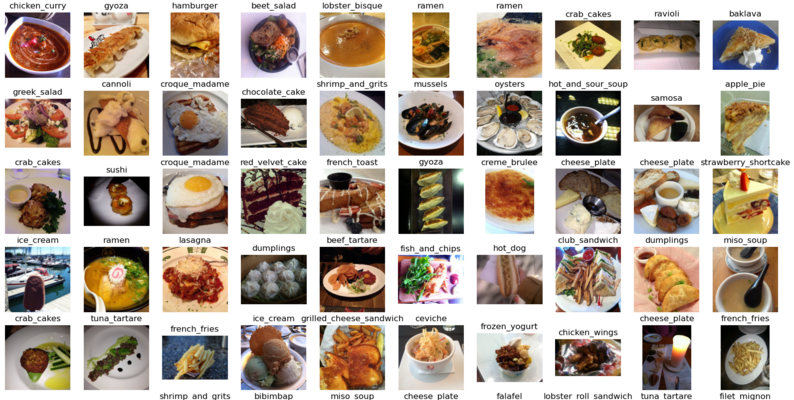 chicken_curry gyoza hamburger beet_salad lobster_bisque ramen ramen crab_cakes ravioli baklava
greek_salad cannoli croque_madame chocolate_cake shrimp_and_grits mussels oysters hot_and_sour_soup samosa apple_pie
crab_cakes sushi croque_madame red_velvet_cake french_toast gyoza creme_brulee cheese_plate cheese_plate strawberry_shortcake
ice_cream ramen lasagna dumplings beef_tartare fish_and_chips hot_dog club_sandwich dumplings miso_soup
crab_cakes tuna_tartare french_fries ice_cream grilled_cheese_sandwich ceviche frozen_yogurt chicken_wings cheese_plate french_fries
shrimp_and_grits bibimbap miso_soup cheese_plate falafel lobster_roll_sandwich tuna_tartare filet_mignon